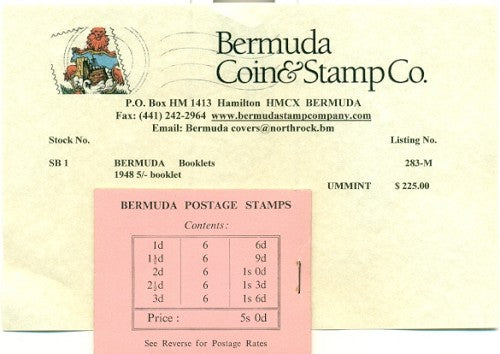 Bermuda
Coin&Stamp Co.
P.O. Box HM 1413 Hamilton HMCX BERMUDA
Fax: (441) 242-2964 www.bermudastampcompany.com
Email: Bermuda covers@northrock.bm
Stock No. Listing No.
SB 1 BERMUDA Booklets 283-M
1948 5/- booklet
UMMINT $ 225.00
BERMUDA POSTAGE STAMPS
Contents:
1d 6 6d
1½d 6 9d
2d 6 1s 0d
2½d 6 1s 3d
3d 6 1s 6d
Price : 5s 0d
See Reverse for Postage Rates